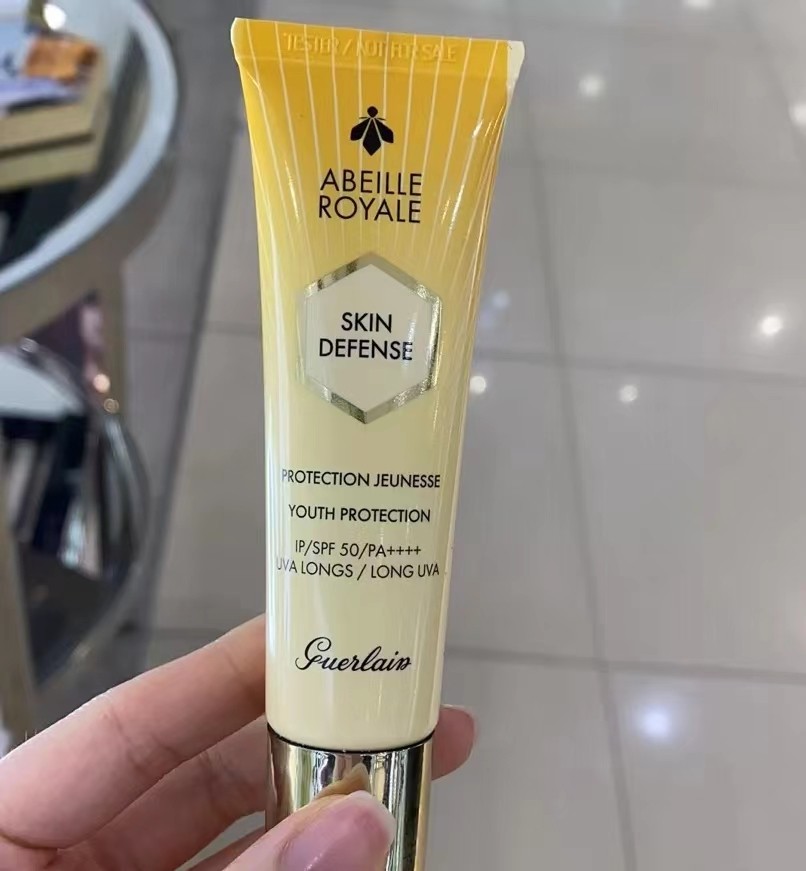 TESTER / NOT FOR SALE
ABEILLE
ROYALE
SKIN
DEFENSE
PROTECTION JEUNESSE
YOUTH PROTECTION
IP/SPF 50/PA++++
UVA LONGS / LONG UVA
Guerlain